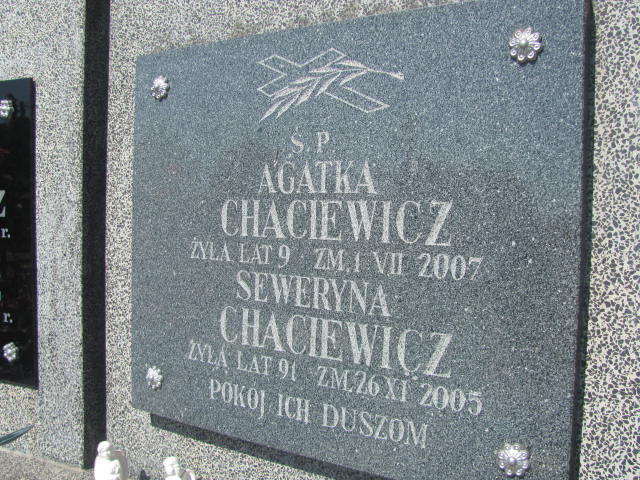 Ś. P
AGATKA
CHACIEWICZ
ŻYŁA LAT 9 ZM. 1 VII 2007
SEWERYNA
CHACIEWICZ
ŻYŁA LAT 91 ZM. 26 XI 2005
POKÓJ ICH DUSZOM
Z
r.
r.